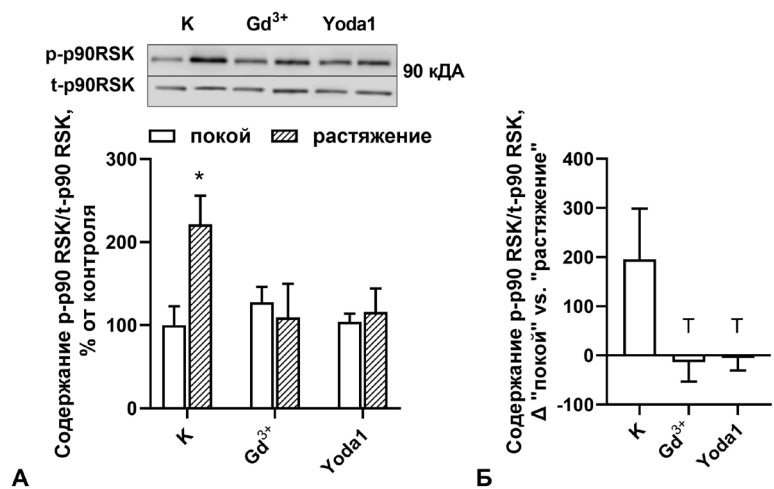 K Gd³⁺ Yoda1
p-p90RSK
t-p90RSK
90 кДА
покой растяжение
Содержание p-p90 RSK/t-p90 RSK,
% от контроля
300
*
200
100
0
K Gd³⁺ Yoda1
А
Содержание p-p90 RSK/t-p90 RSK,
Δ "покой" vs. "растяжение"
400
300
200
100
0
-100
T T
K Gd³⁺ Yoda1
Б